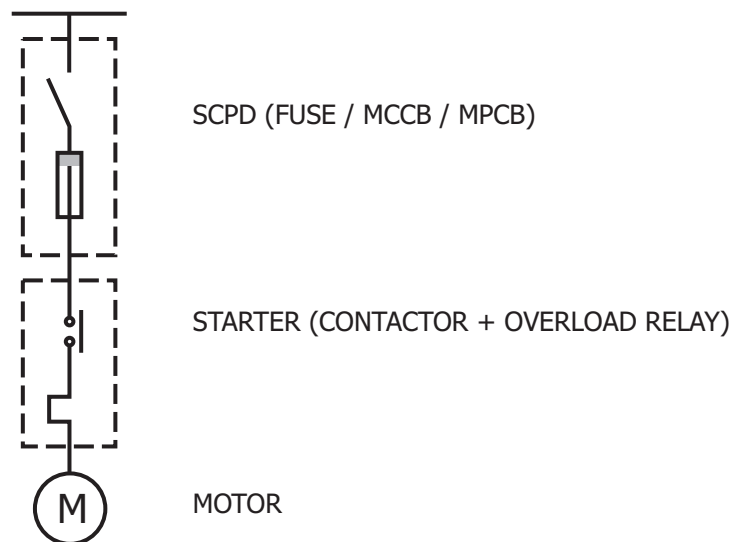 SCPD (FUSE / MCCB / MPCB)
STARTER (CONTACTOR + OVERLOAD RELAY)
M
MOTOR